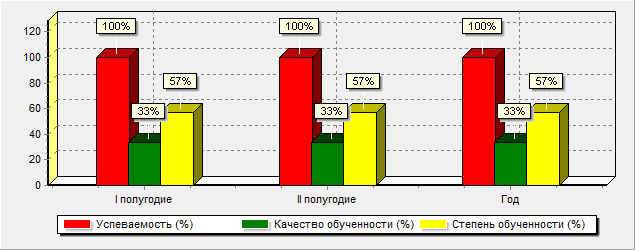 100% 100% 100%
120
100
80
60
40
20
0
57% 57% 57%
33% 33% 33%
I полугодие II полугодие Год
Успеваемость (%) Качество обученности (%) Степень обученности (%)